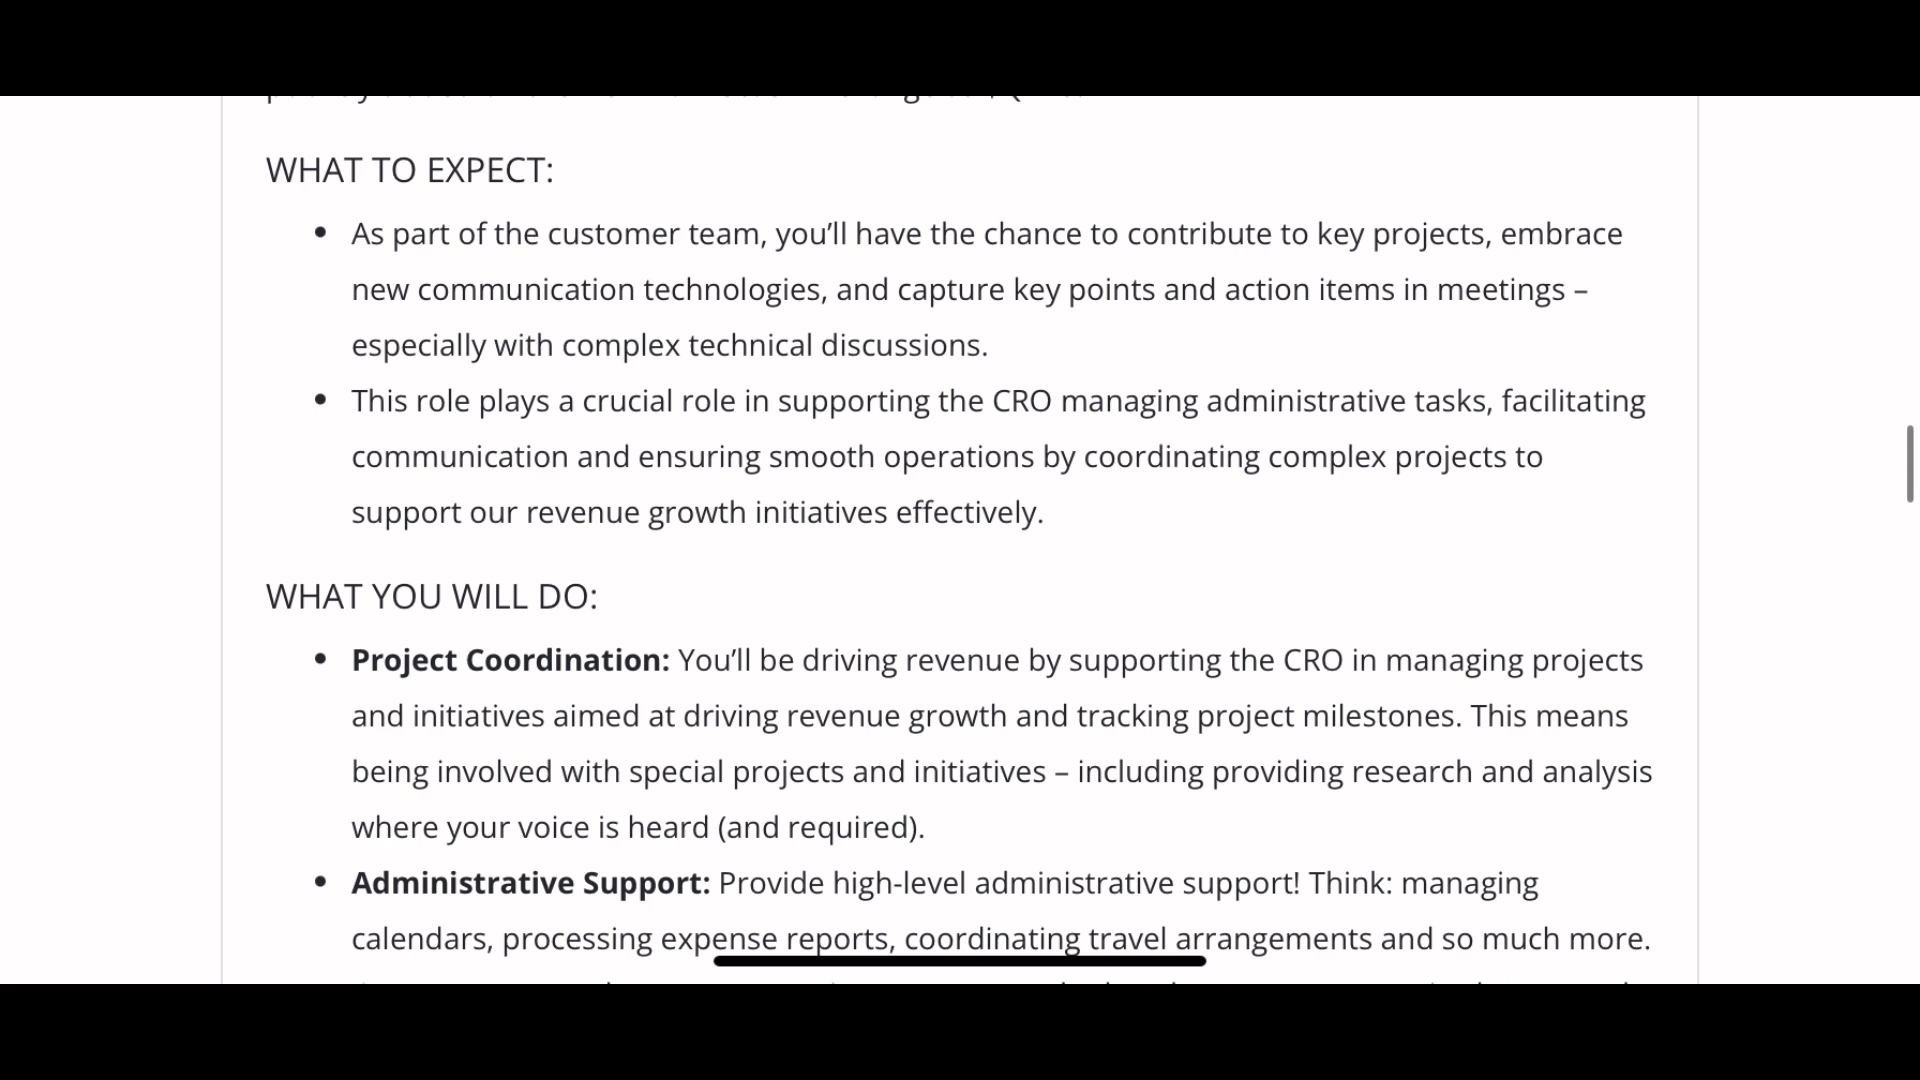 WHAT TO EXPECT:
• As part of the customer team, you’ll have the chance to contribute to key projects, embrace
new communication technologies, and capture key points and action items in meetings –
especially with complex technical discussions.
• This role plays a crucial role in supporting the CRO managing administrative tasks, facilitating
communication and ensuring smooth operations by coordinating complex projects to
support our revenue growth initiatives effectively.
WHAT YOU WILL DO:
• Project Coordination: You’ll be driving revenue by supporting the CRO in managing projects
and initiatives aimed at driving revenue growth and tracking project milestones. This means
being involved with special projects and initiatives – including providing research and analysis
where your voice is heard (and required).
• Administrative Support: Provide high-level administrative support! Think: managing
calendars, processing expense reports, coordinating travel arrangements and so much more.